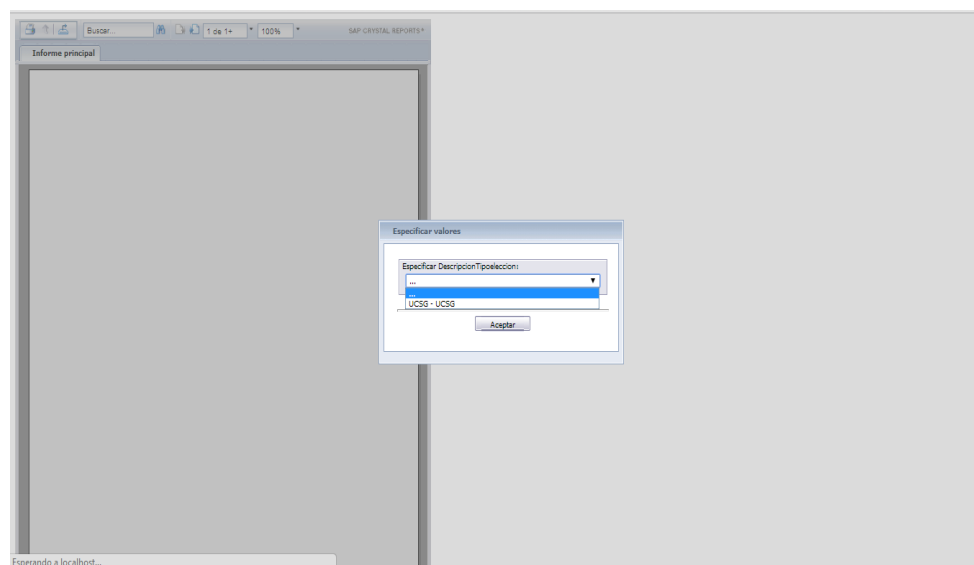 Buscar... 1 de 1+ 100% SAP CRYSTAL REPORTS
Informe principal
Especificar valores
Especificar DescripcionTipoeleccion:
...
...
UCSG - UCSG
Aceptar
Esperando a localhost...